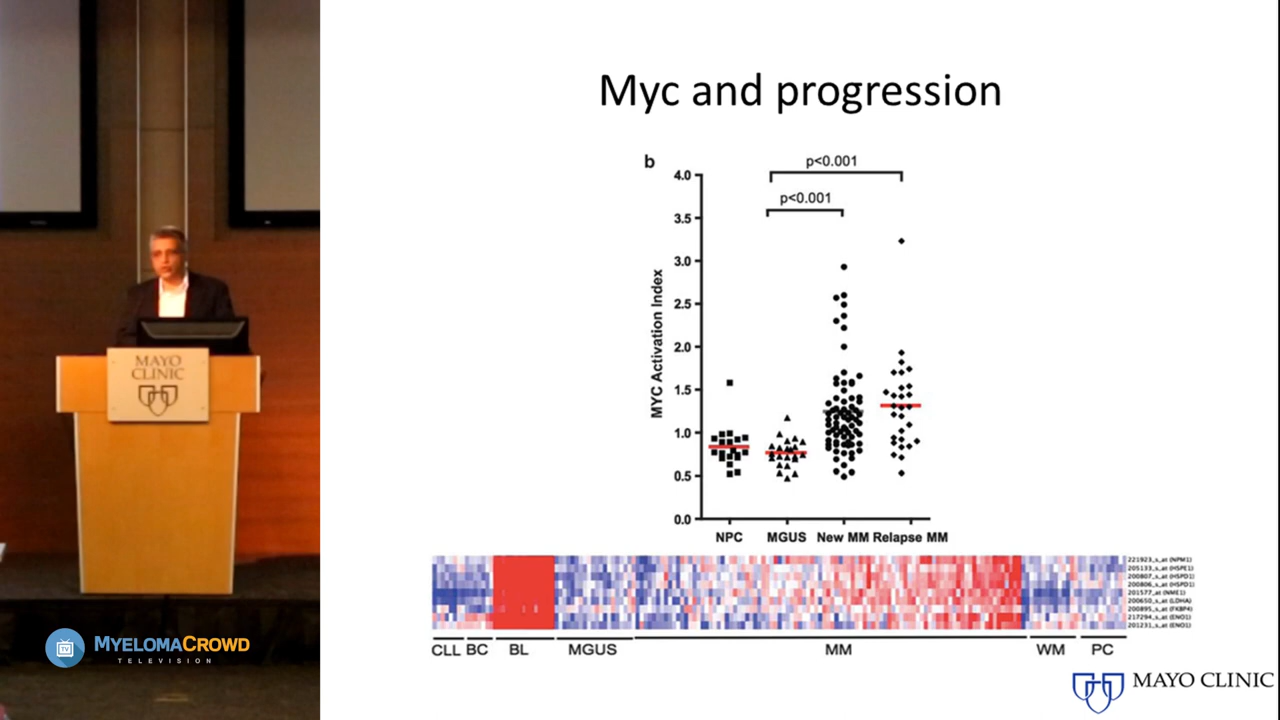 MAYO
CLINIC
MYELOMACROWD
TELEVISION
Myc and progression
b
p<0.001
p<0.001
4.0
3.5
3.0
2.5
2.0
1.5
1.0
0.5
0.0
MYC Activation Index
NPC MGUS New MM Relapse MM
221923_s_at (NPM1)
205133_s_at (HSPE1)
200807_s_at (HSPD1)
200806_s_at (HSPD1)
201577_at (NME1)
200650_s_at (LDHA)
200895_s_at (FKBP4)
217294_s_at (ENO1)
201231_s_at (ENO1)
CLL BC BL MGUS MM WM PC
MAYO CLINIC